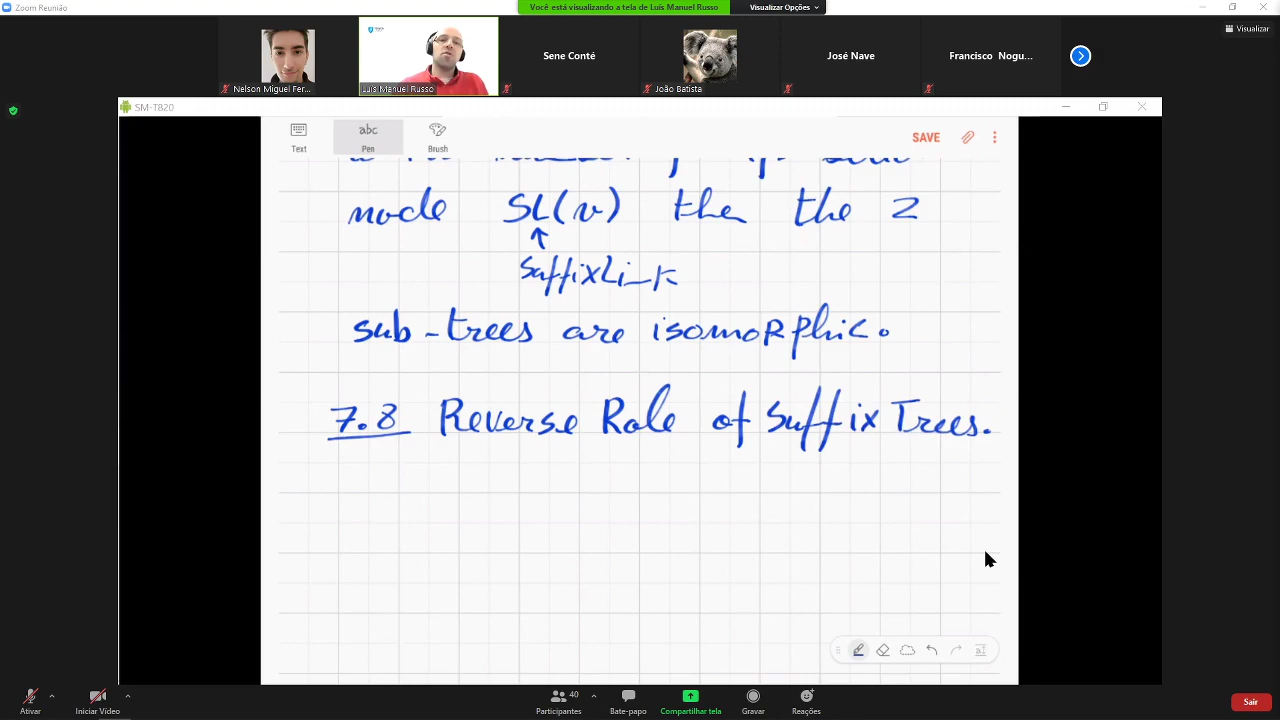 Zoom Reunião
Você está visualizando a tela de Luís Manuel Russo
Visualizar Opções
Visualizar
Nelson Miguel Fer...
Luís Manuel Russo
Sene Conté
João Batista
José Nave
Francisco Nogu...
SM-T820
Text
abc
Pen
Brush
SAVE
node SL(v) then the 2
↑
SuffixLink
sub-trees are isomorphic.
7.8 Reverse Role of Suffix Trees.
Ativar
Iniciar Vídeo
Participantes
40
Bate-papo
Compartilhar tela
Gravar
Reações
Sair